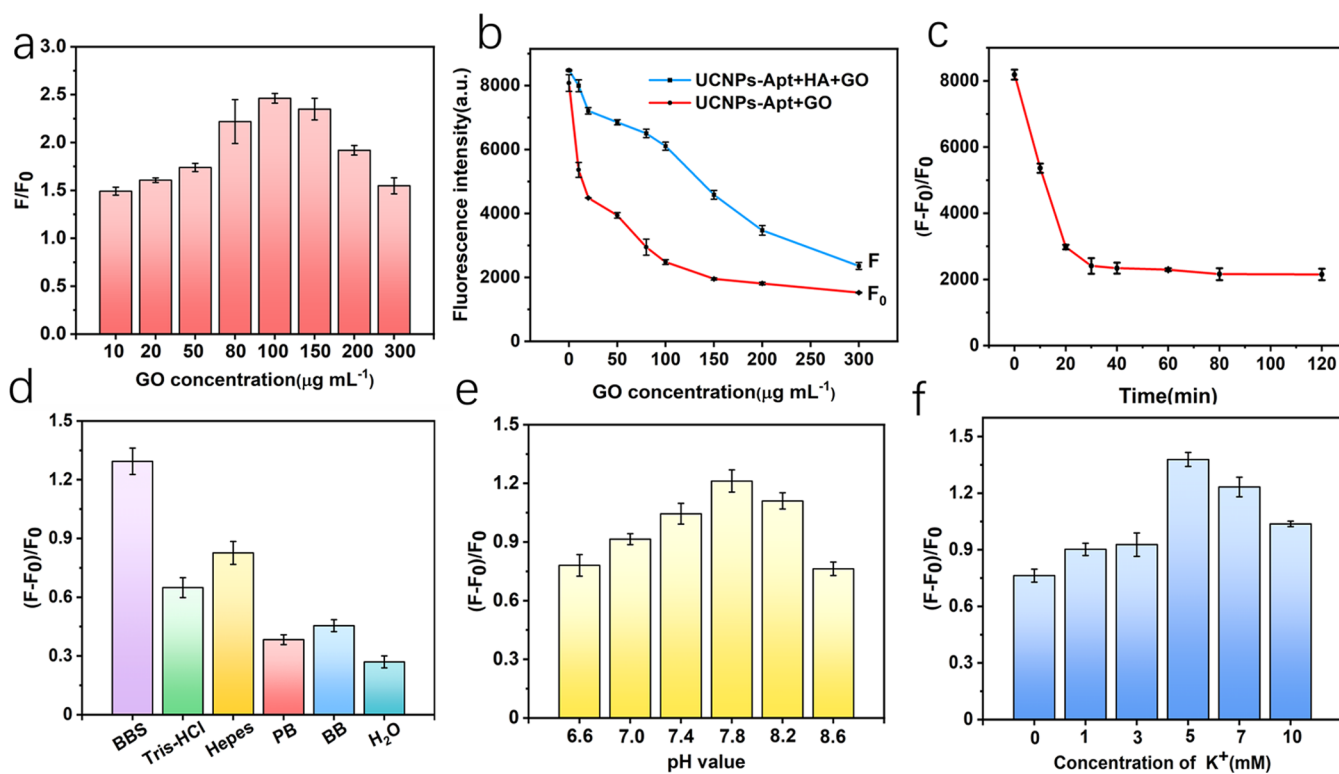 a
3.0
2.5
2.0
1.5
1.0
0.5
0.0
F/F₀
10 20 50 80 100 150 200 300
GO concentration(μg mL⁻¹)
b
8000
6000
4000
2000
0
Fluorescence intensity(a.u.)
UCNPs-Apt+HA+GO
UCNPs-Apt+GO
F
F₀
0 50 100 150 200 250 300
GO concentration(μg mL⁻¹)
c
8000
6000
4000
2000
0
(F-F₀)/F₀
0 20 40 60 80 100 120
Time(min)
d
1.5
1.2
0.9
0.6
0.3
0
(F-F₀)/F₀
BBS Tris-HCl Hepes PB BB H₂O
e
1.5
1.2
0.9
0.6
0.3
0
(F-F₀)/F₀
6.6 7.0 7.4 7.8 8.2 8.6
pH value
f
1.5
1.2
0.9
0.6
0.3
0
(F-F₀)/F₀
0 1 3 5 7 10
Concentration of K⁺(mM)